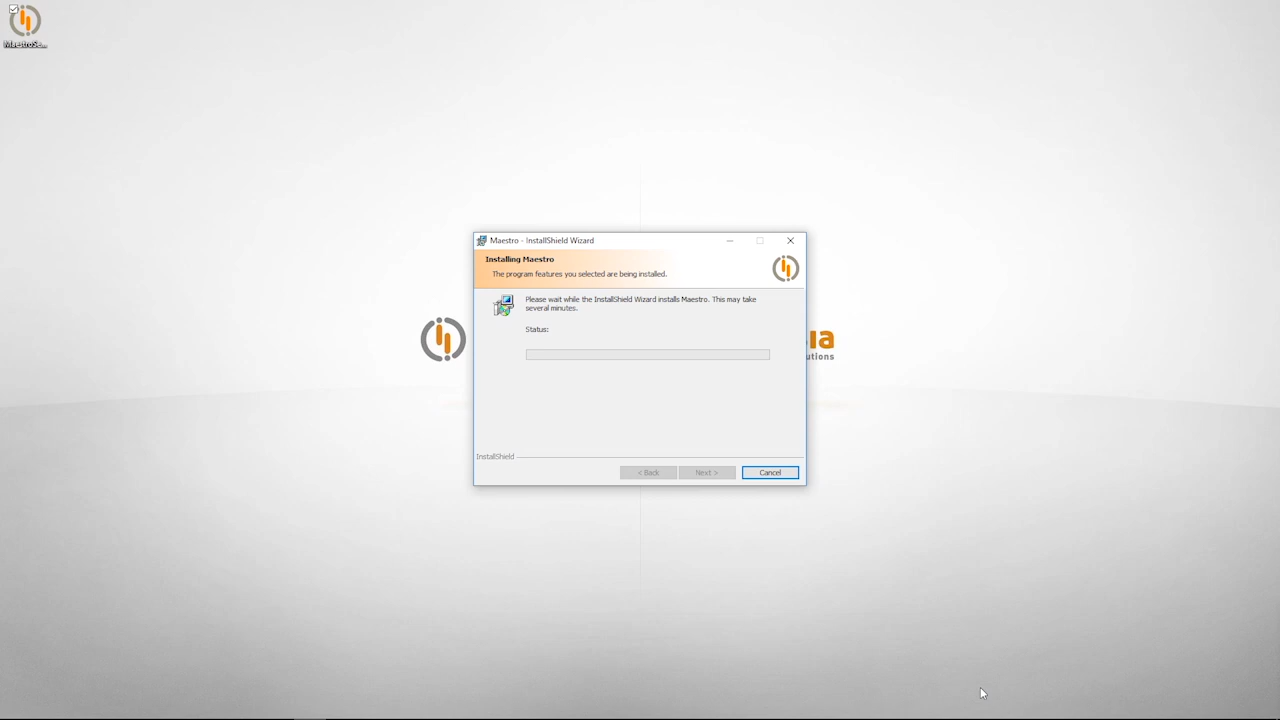 MaestroSe...
Maestro - InstallShield Wizard
Installing Maestro
The program features you selected are being installed.
Please wait while the InstallShield Wizard installs Maestro. This may take
several minutes.
Status:
InstallShield
< Back
Next >
Cancel